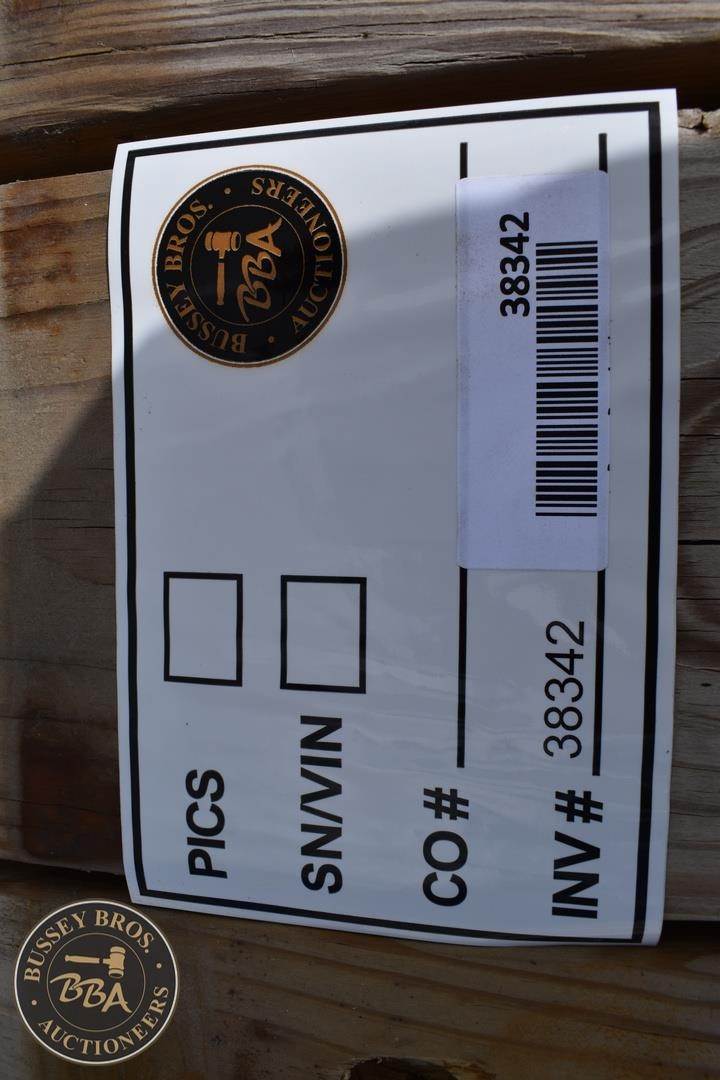 BUSSEY BROS. • AUCTIONEERS •
BBA
PICS
SN/VIN
CO #
38342
INV # 38342
BUSSEY BROS.
BBA
• AUCTIONEERS •